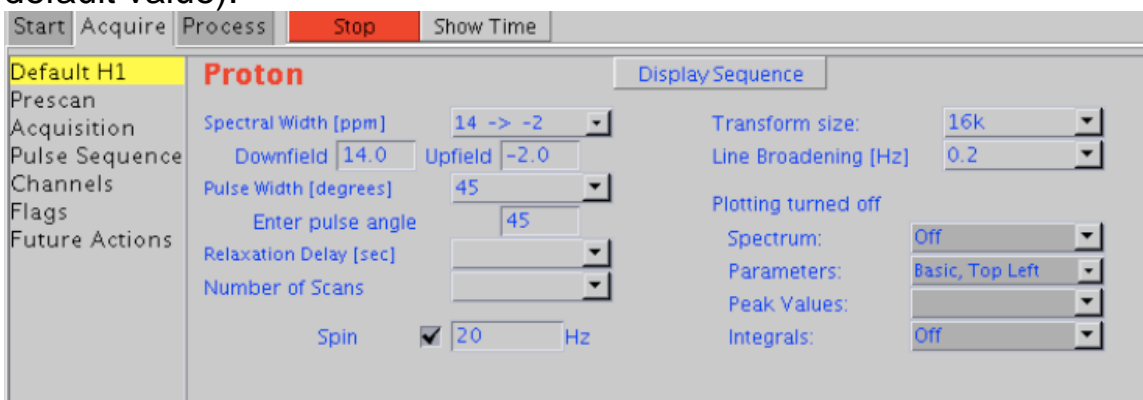 default value).
Start Acquire Process Stop Show Time
Default H1
Prescan
Acquisition
Pulse Sequence
Channels
Flags
Future Actions
Proton
Display Sequence
Spectral Width [ppm] 14 -> -2
Downfield 14.0 Upfield -2.0
Pulse Width [degrees] 45
Enter pulse angle 45
Relaxation Delay [sec]
Number of Scans
Spin 20 Hz
Transform size: 16k
Line Broadening [Hz] 0.2
Plotting turned off
Spectrum: Off
Parameters: Basic, Top Left
Peak Values:
Integrals: Off